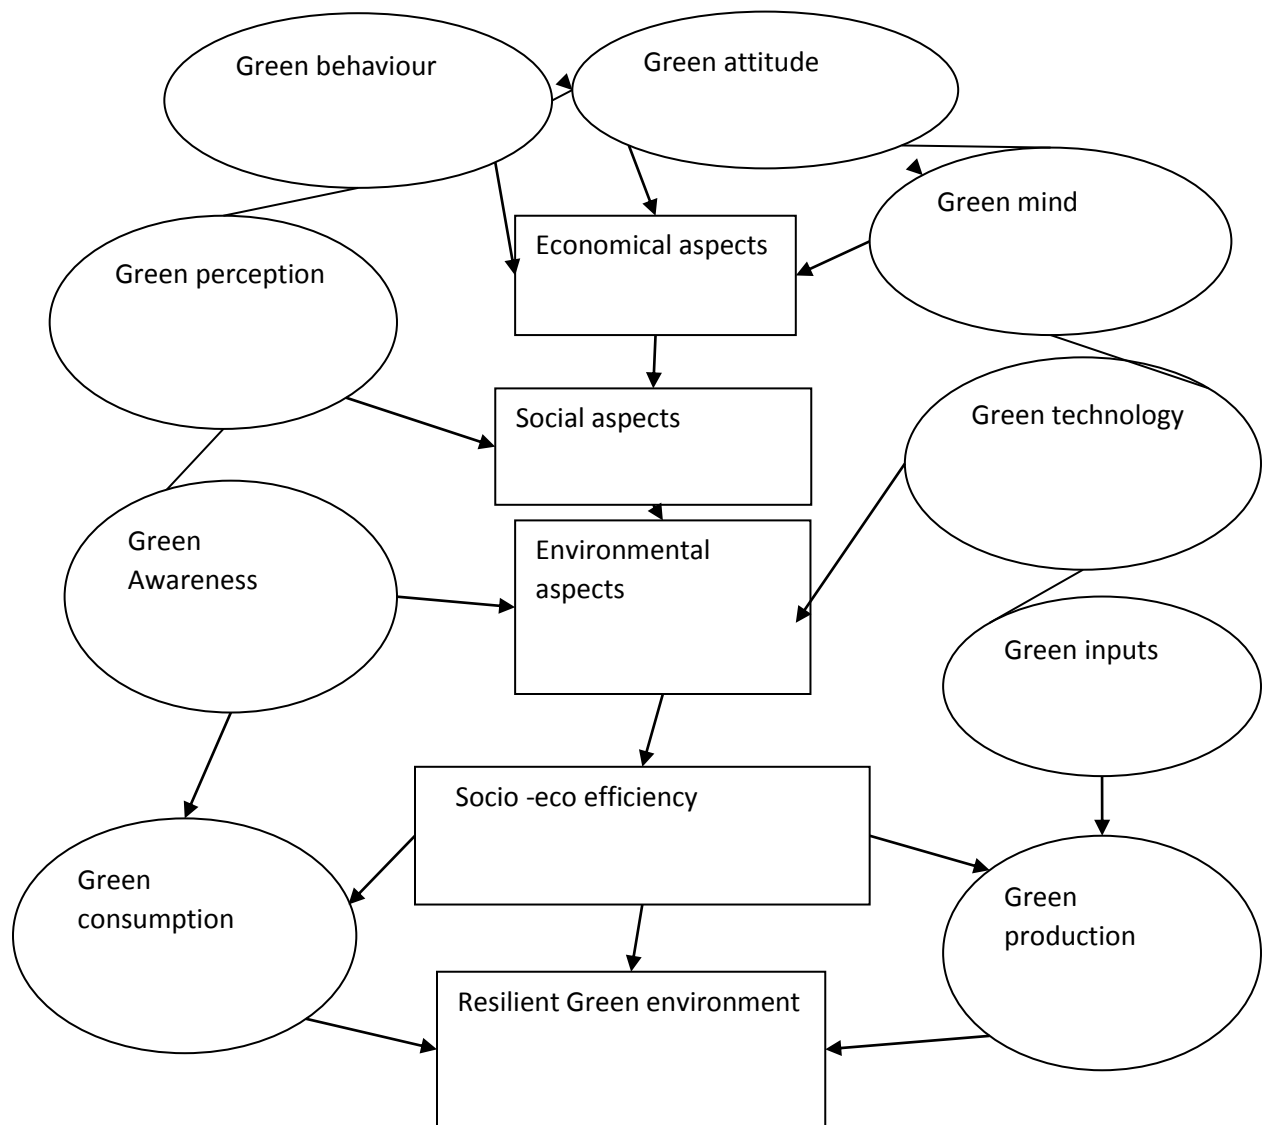 Green behaviour
Green attitude
Green mind
Economical aspects
Green perception
Social aspects
Green technology
Green
Awareness
Environmental
aspects
Green inputs
Socio -eco efficiency
Green
consumption
Green
production
Resilient Green environment